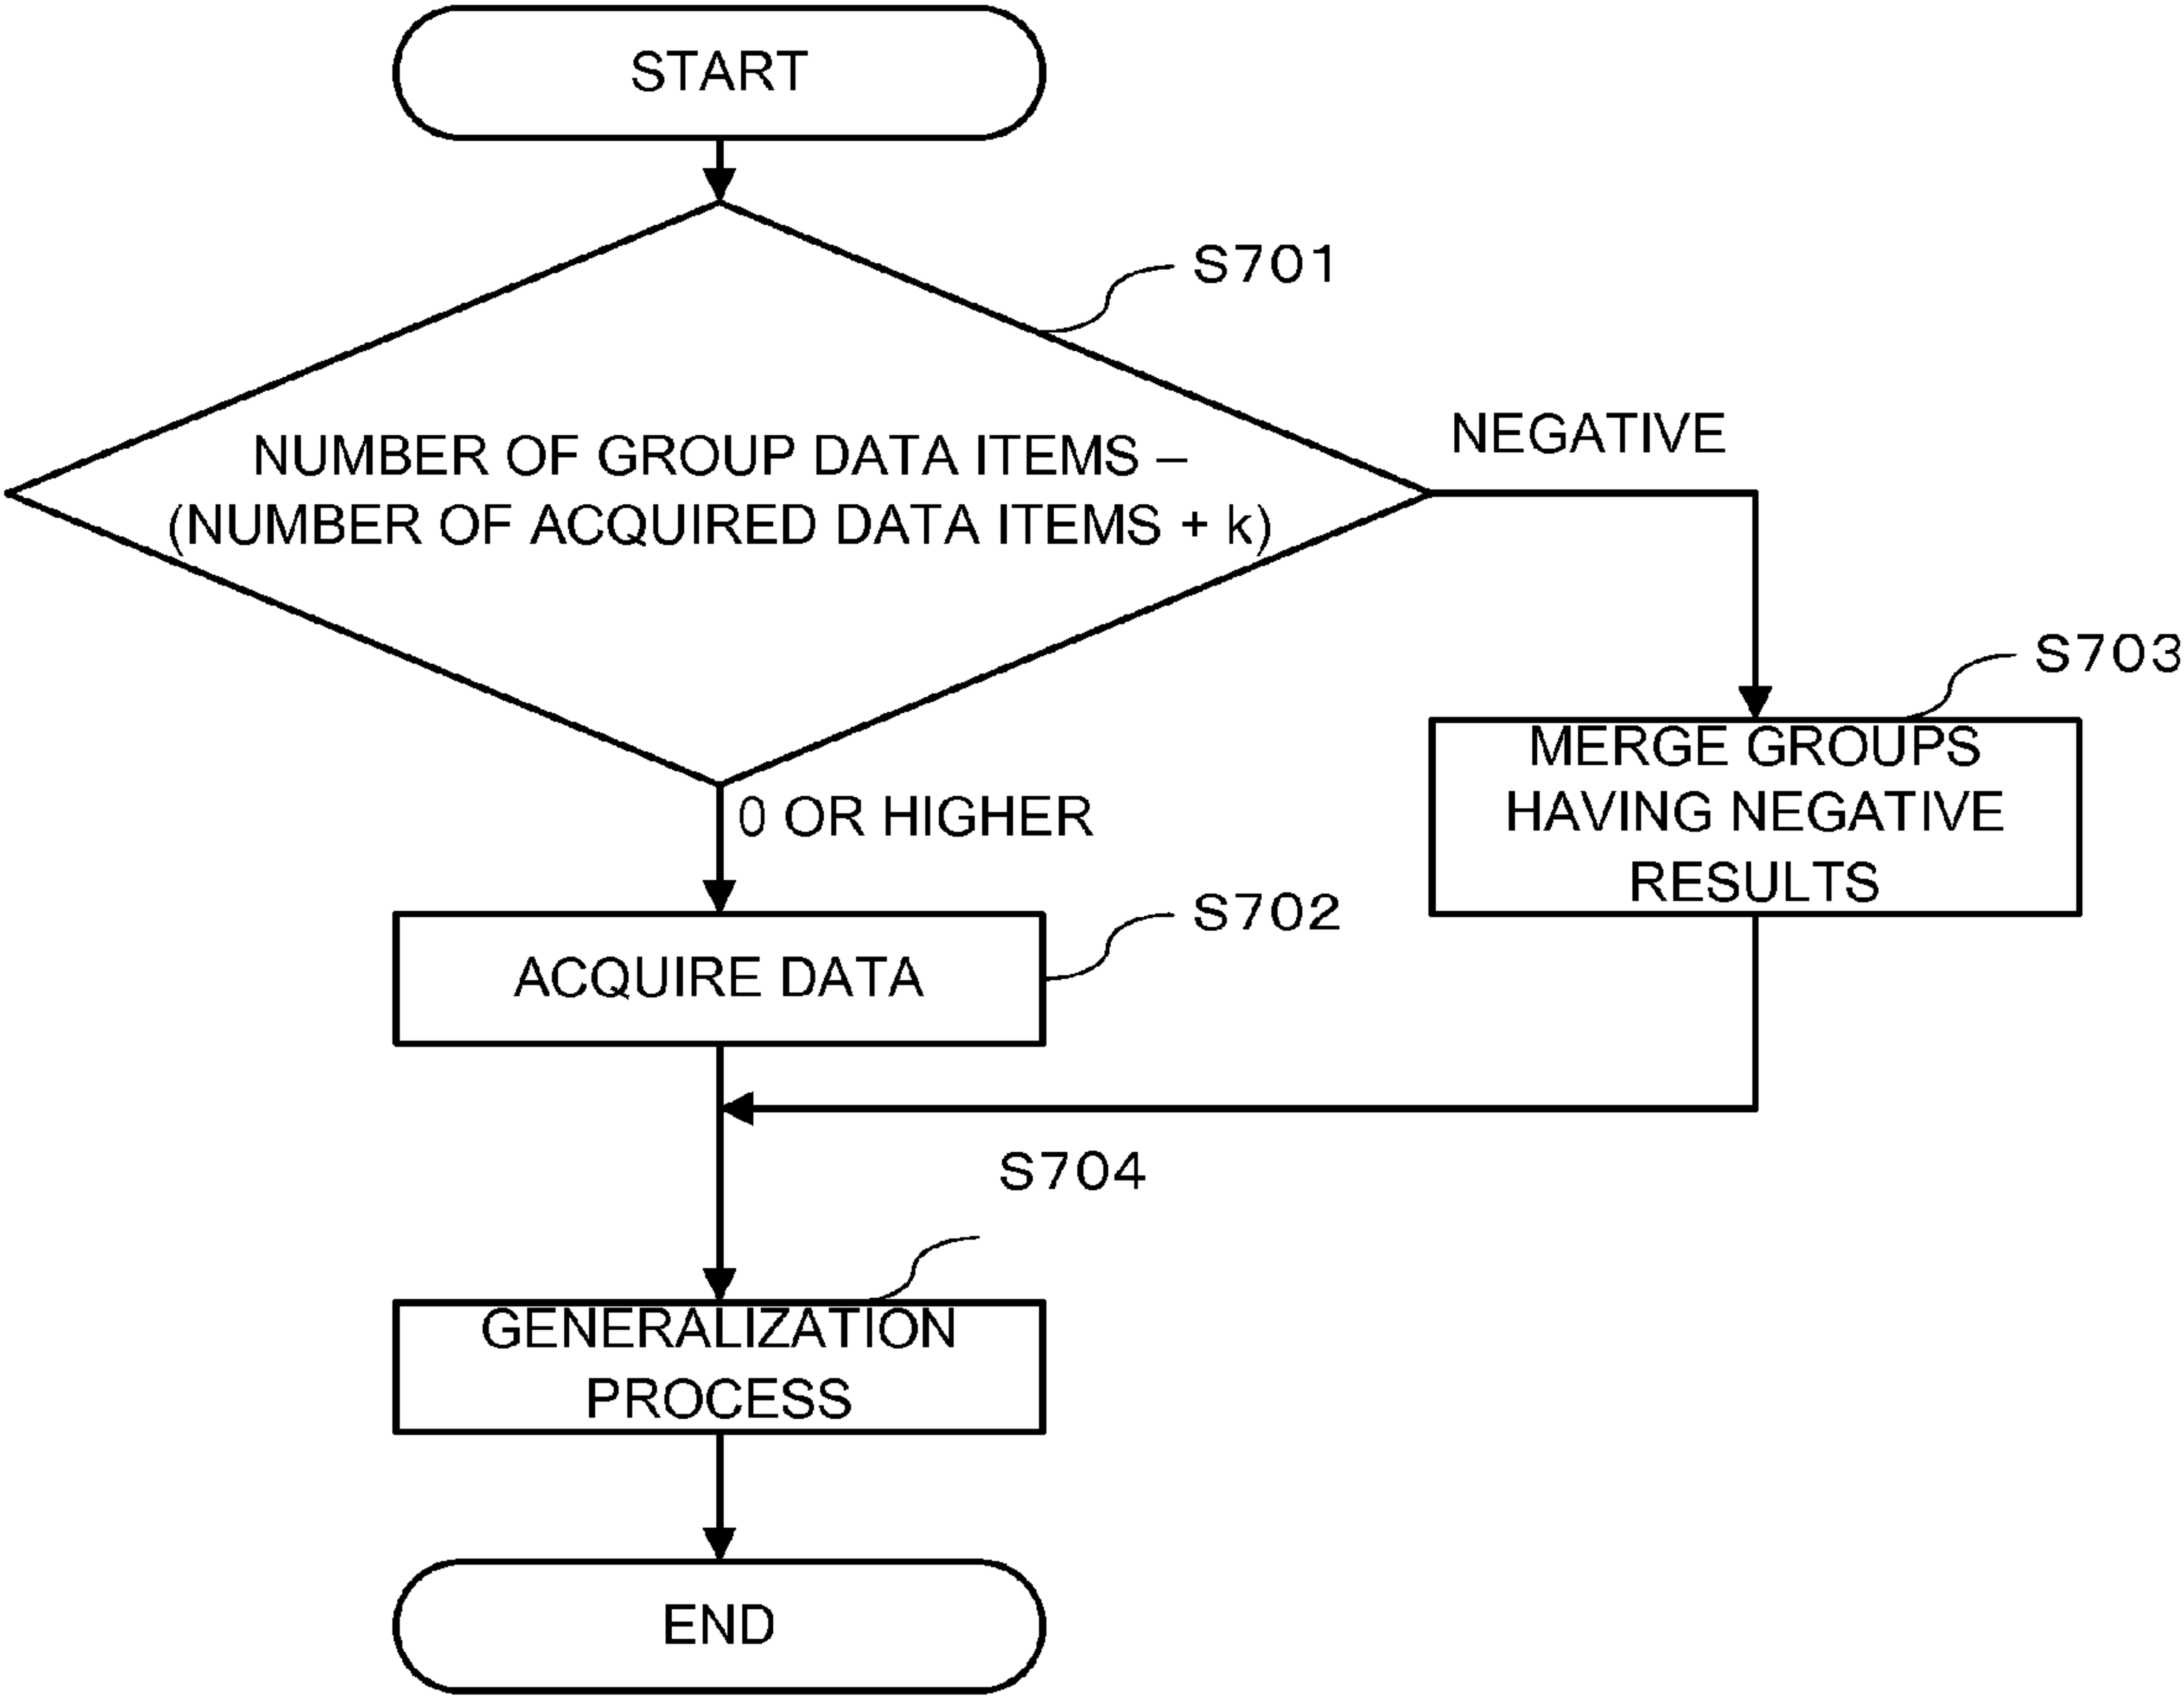 START
S701
NUMBER OF GROUP DATA ITEMS –
(NUMBER OF ACQUIRED DATA ITEMS + k)
NEGATIVE
S703
MERGE GROUPS
HAVING NEGATIVE
RESULTS
0 OR HIGHER
S702
ACQUIRE DATA
S704
GENERALIZATION
PROCESS
END